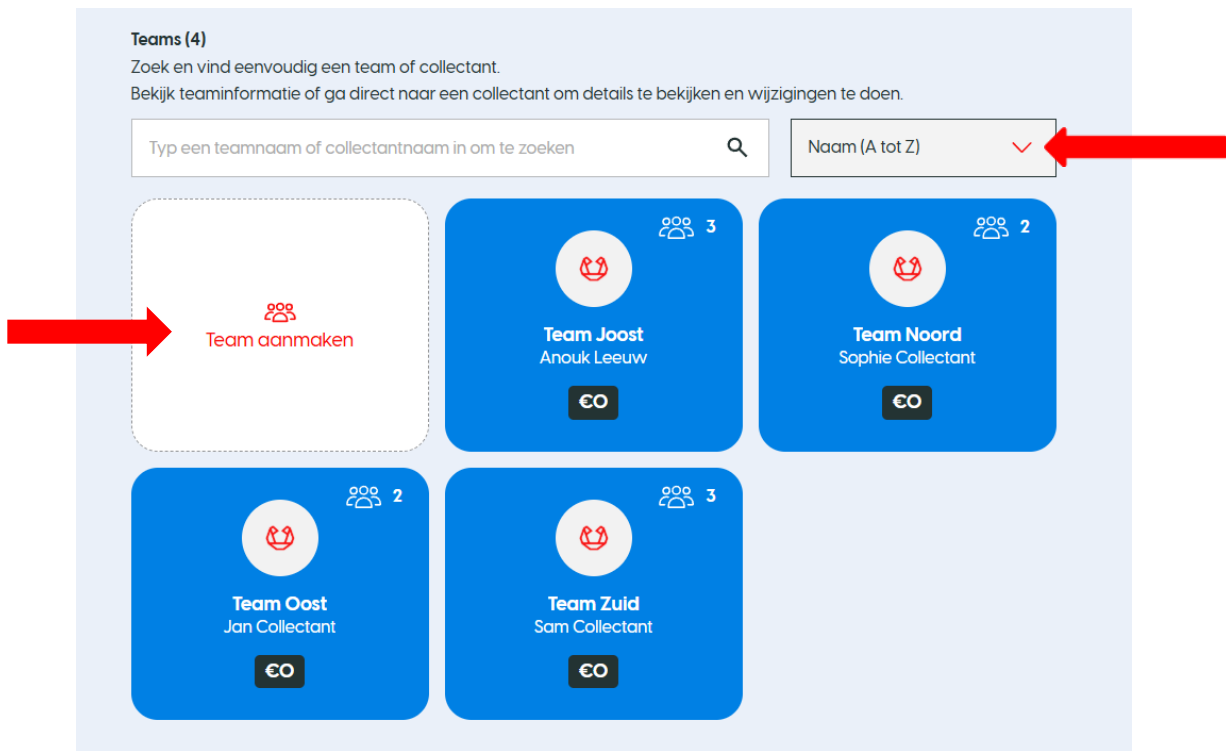 Teams (4)
Zoek en vind eenvoudig een team of collectant.
Bekijk teaminformatie of ga direct naar een collectant om details te bekijken en wijzigingen te doen.
Typ een teamnaam of collectantnaam in om te zoeken
Naam (A tot Z)
Team aanmaken
3
Team Joost
Anouk Leeuw
€0
2
Team Noord
Sophie Collectant
€0
2
Team Oost
Jan Collectant
€0
3
Team Zuid
Sam Collectant
€0